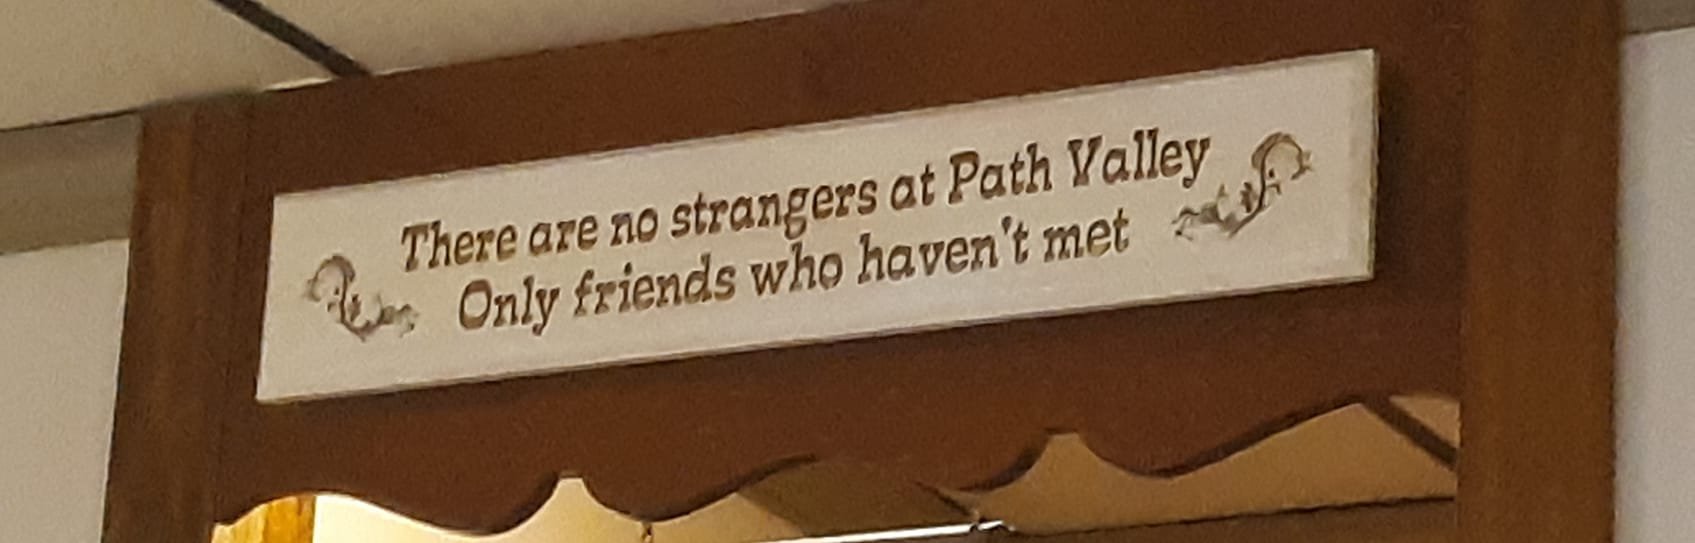 There are no strangers at Path Valley
Only friends who haven't met